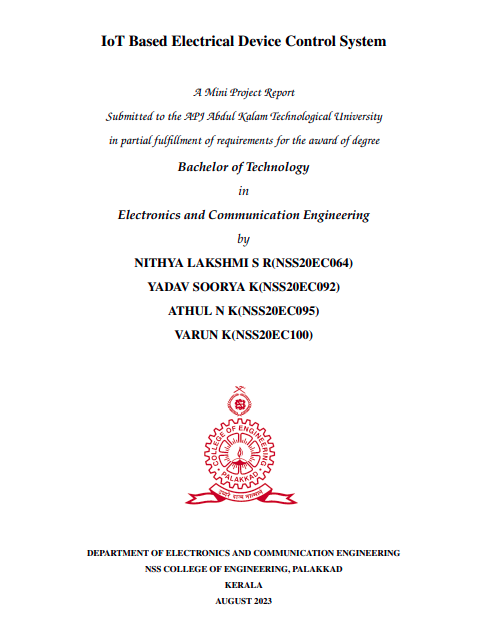 IoT Based Electrical Device Control System
A Mini Project Report
Submitted to the APJ Abdul Kalam Technological University
in partial fulfillment of requirements for the award of degree
Bachelor of Technology
in
Electronics and Communication Engineering
by
NITHYA LAKSHMI S R(NSS20EC064)
YADAV SOORYA K(NSS20EC092)
ATHUL N K(NSS20EC095)
VARUN K(NSS20EC100)
COLLEGE OF ENGINEERING
PALAKKAD
DEPARTMENT OF ELECTRONICS AND COMMUNICATION ENGINEERING
NSS COLLEGE OF ENGINEERING, PALAKKAD
KERALA
AUGUST 2023